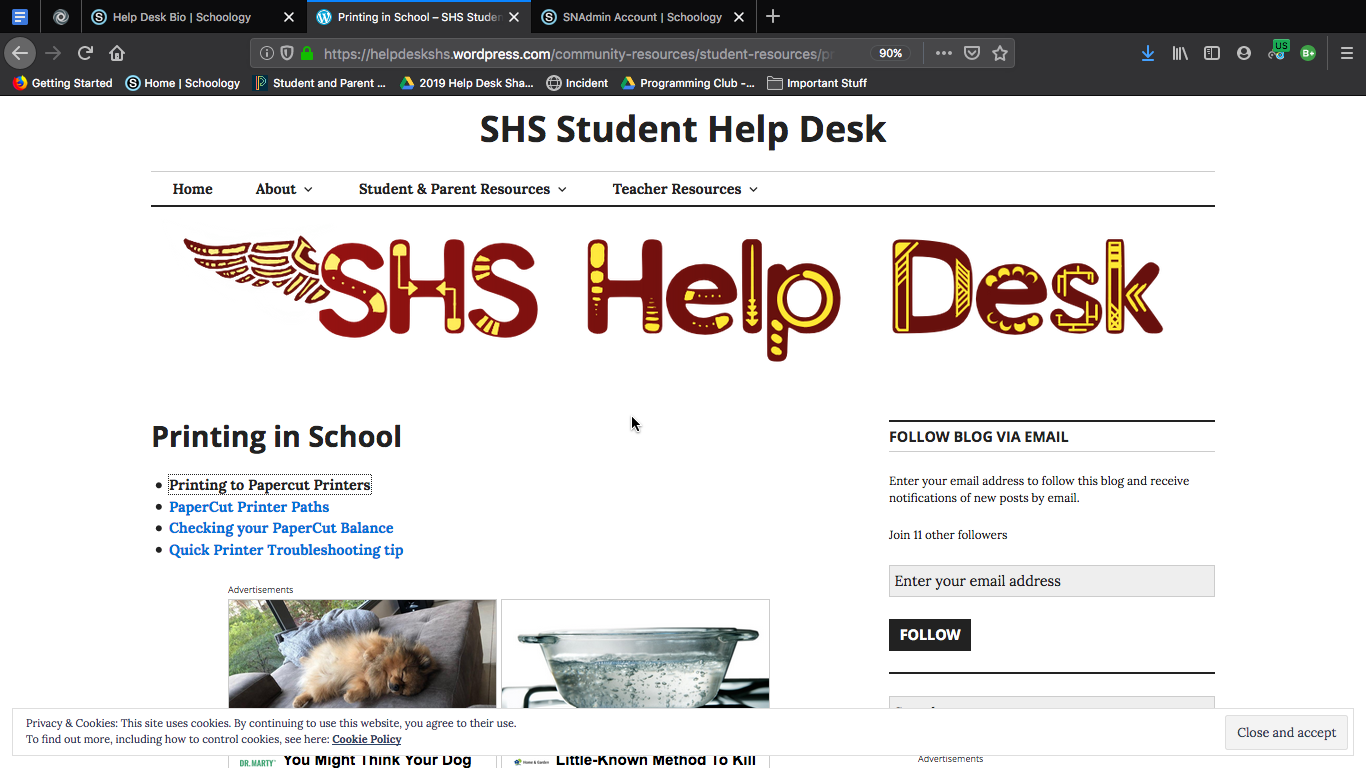 Help Desk Bio | Schoology
Printing in School – SHS Studen
SNAdmin Account | Schoology
https://helpdeskshs.wordpress.com/community-resources/student-resources/pr
90%
US
B+
Getting Started
Home | Schoology
Student and Parent ...
2019 Help Desk Sha...
Incident
Programming Club -...
Important Stuff
SHS Student Help Desk
Home
About
Student & Parent Resources
Teacher Resources
SHS Help Desk
Printing in School
• Printing to Papercut Printers
• PaperCut Printer Paths
• Checking your PaperCut Balance
• Quick Printer Troubleshooting tip
Advertisements
FOLLOW BLOG VIA EMAIL
Enter your email address to follow this blog and receive
notifications of new posts by email.
Join 11 other followers
Enter your email address
FOLLOW
Privacy & Cookies: This site uses cookies. By continuing to use this website, you agree to their use.
To find out more, including how to control cookies, see here: Cookie Policy
Close and accept
DR. MARTY
You Might Think Your Dog
Little-Known Method To Kill
Advertisements